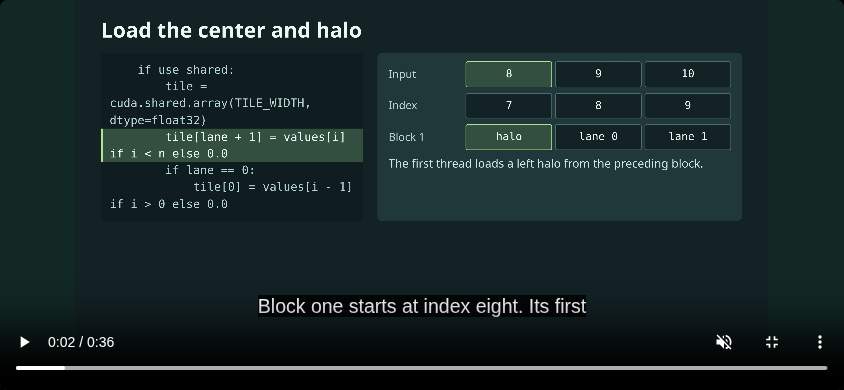 Load the center and halo
if use shared:
tile =
cuda.shared.array(TILE_WIDTH,
dtype=float32)
tile[lane + 1] = values[i]
if i < n else 0.0
if lane == 0:
tile[0] = values[i - 1]
if i > 0 else 0.0
Input 8 9 10
Index 7 8 9
Block 1 halo lane 0 lane 1
The first thread loads a left halo from the preceding block.
Block one starts at index eight. Its first
0:02 / 0:36